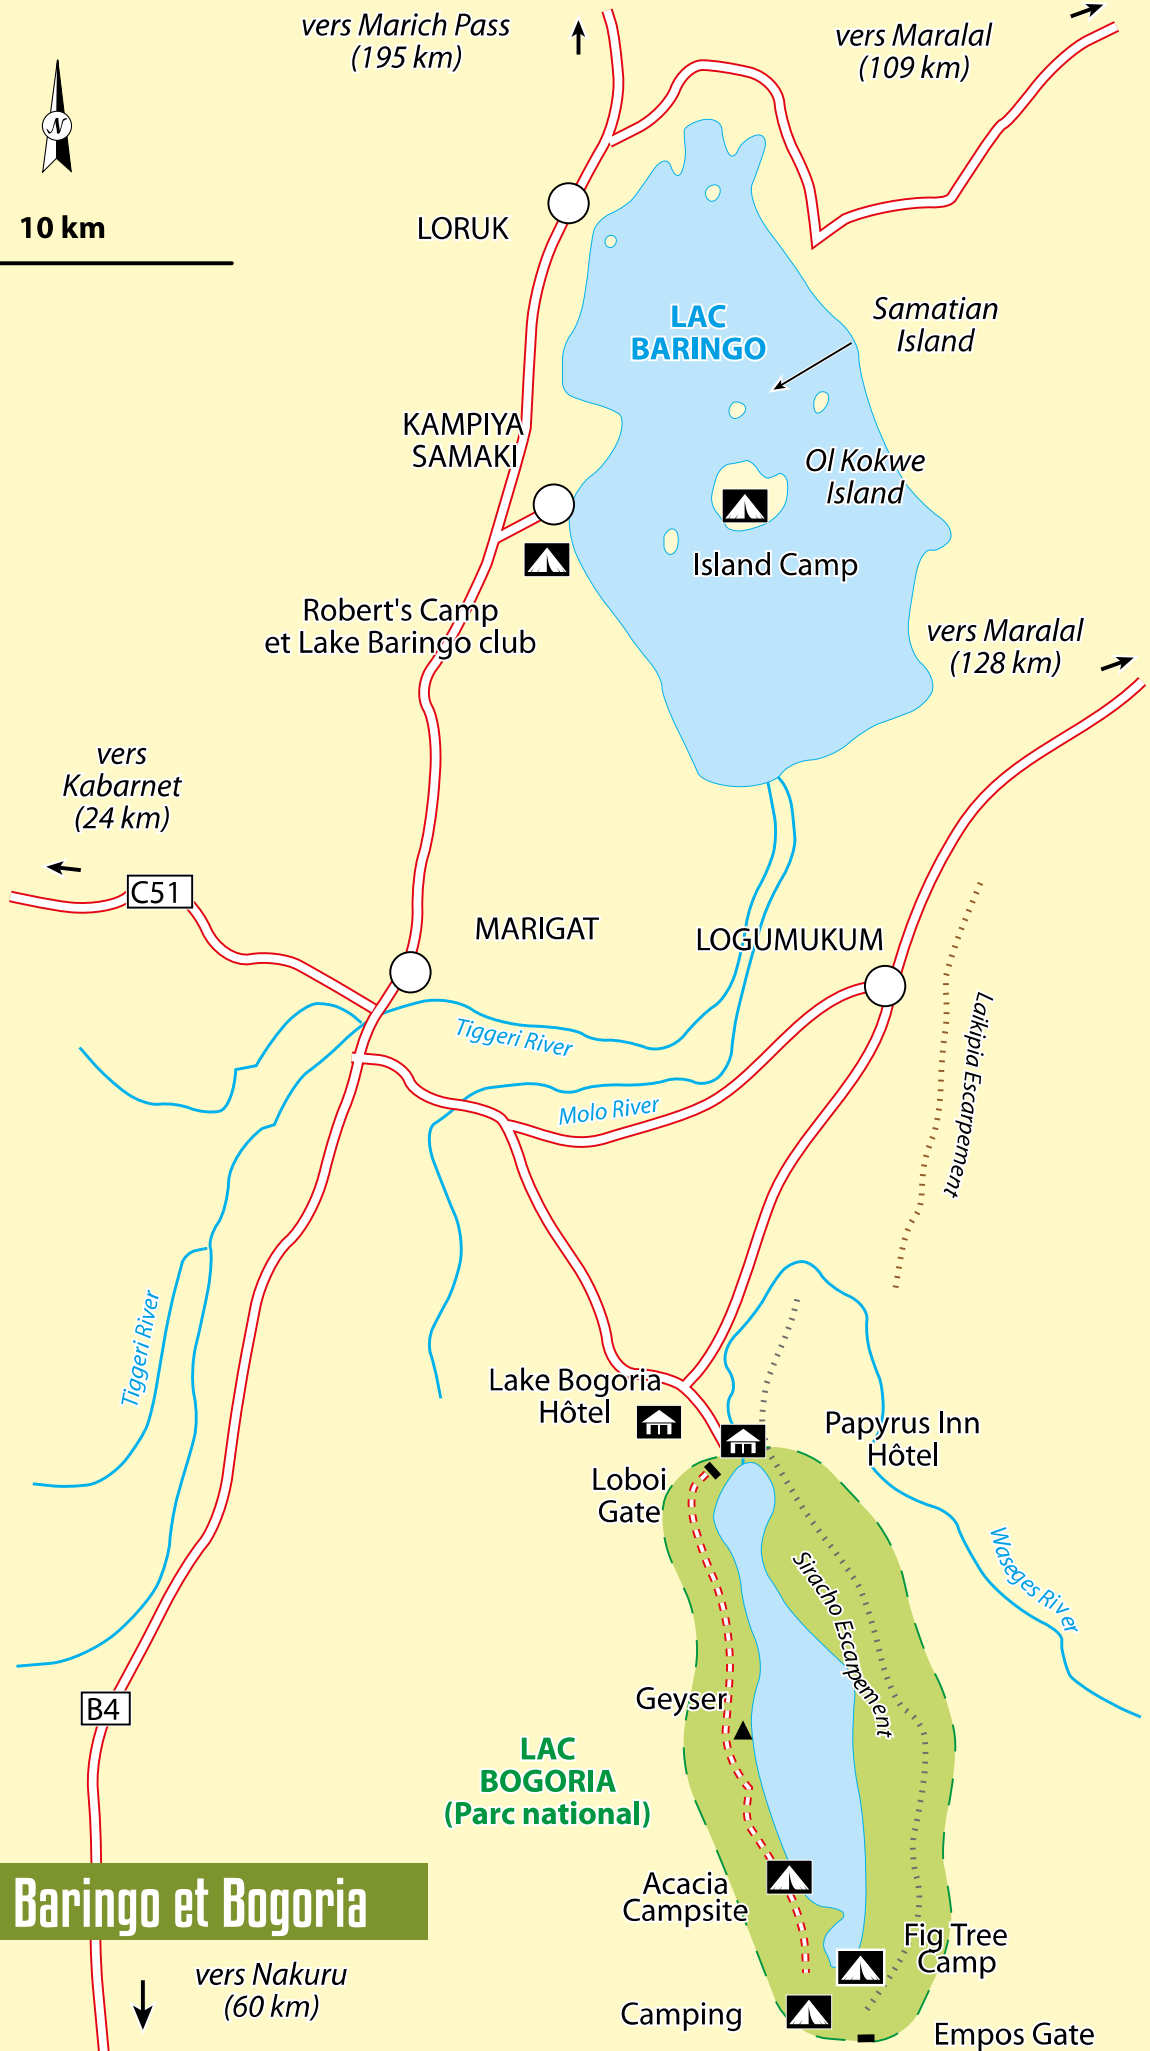 vers Marich Pass
(195 km)
vers Maralal
(109 km)
N
10 km
LORUK
LAC
BARINGO
Samatian
Island
KAMPIYA
SAMAKI
Ol Kokwe
Island
Island Camp
Robert's Camp
et Lake Baringo club
vers Maralal
(128 km)
vers
Kabarnet
(24 km)
C51
MARIGAT
LOGUMUKUM
Tiggeri River
Laikipia Escarpement
Molo River
Tiggeri River
Lake Bogoria
Hôtel
Papyrus Inn
Hôtel
Loboi
Gate
Siracho Escarpement
Waseges River
Geyser
B4
LAC
BOGORIA
(Parc national)
Acacia
Campsite
Baringo et Bogoria
Fig Tree
Camp
vers Nakuru
(60 km)
Camping
Empos Gate